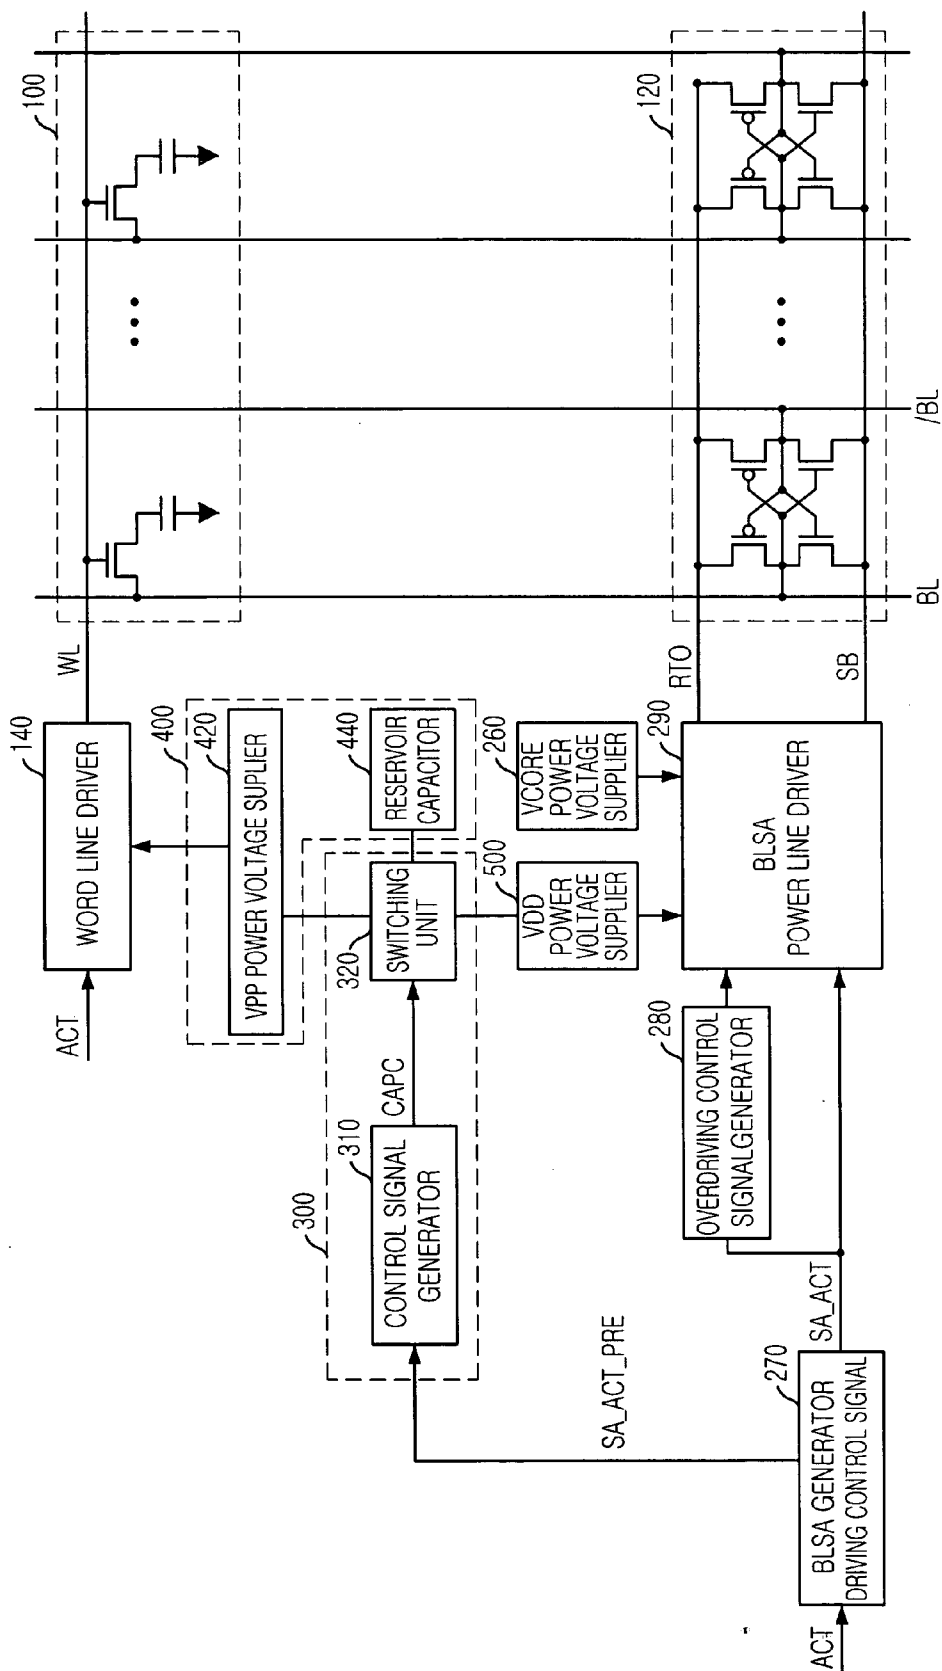 100
120
WL
RTO
SB
BL
/BL
140
WORD LINE DRIVER
ACT
400
420
VPP POWER VOLTAGE SUPLIER
440
RESERVOIR
CAPACITOR
260
VCORE
POWER
VOLTAGE
SUPPLIER
290
BLSA
POWER LINE DRIVER
500
VDD
POWER
VOLTAGE
SUPPLIER
320
SWITCHING
UNIT
300
310
CONTROL SIGNAL
GENERATOR
CAPC
280
OVERDRIVING CONTROL
SIGNALGENERATOR
SA_ACT_PRE
SA_ACT
270
BLSA GENERATOR
DRIVING CONTROL SIGNAL
ACT